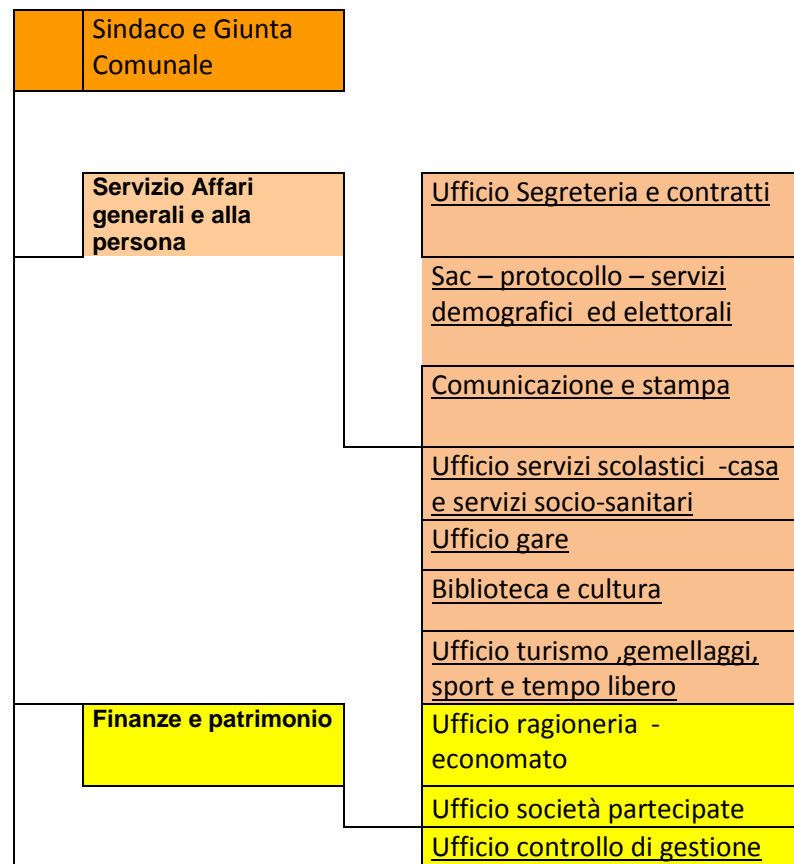 Sindaco e Giunta
Comunale
Servizio Affari
generali e alla
persona
Ufficio Segreteria e contratti
Sac – protocollo – servizi
demografici ed elettorali
Comunicazione e stampa
Ufficio servizi scolastici -casa
e servizi socio-sanitari
Ufficio gare
Biblioteca e cultura
Ufficio turismo ,gemellaggi,
sport e tempo libero
Finanze e patrimonio
Ufficio ragioneria -
economato
Ufficio società partecipate
Ufficio controllo di gestione